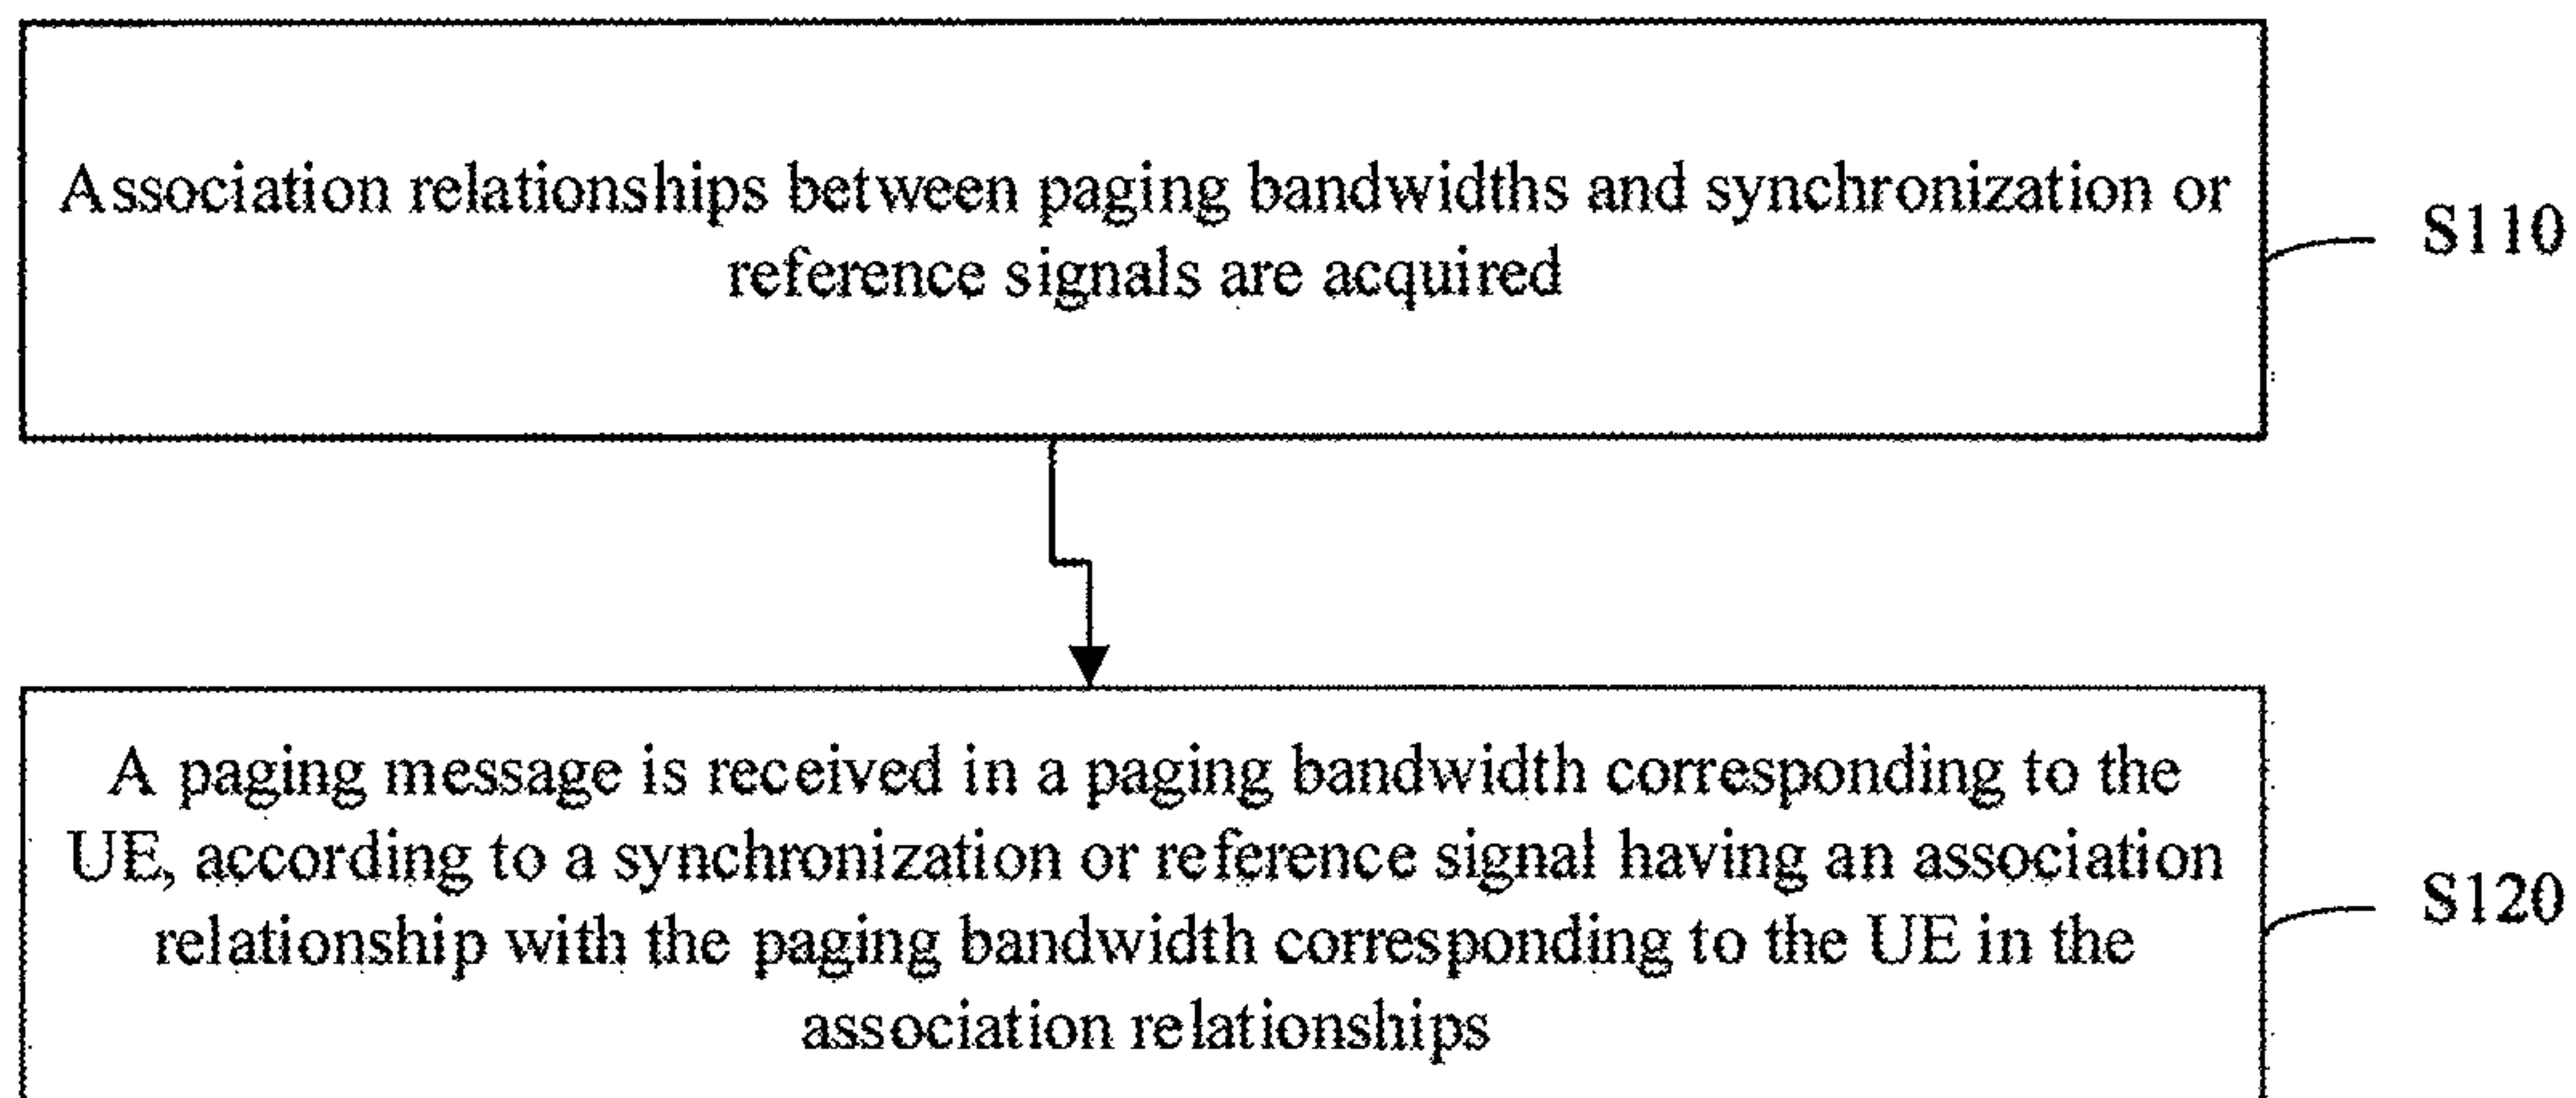 Association relationships between paging bandwidths and synchronization or
reference signals are acquired
S110
A paging message is received in a paging bandwidth corresponding to the
UE, according to a synchronization or reference signal having an association
relationship with the paging bandwidth corresponding to the UE in the
association relationships
S120